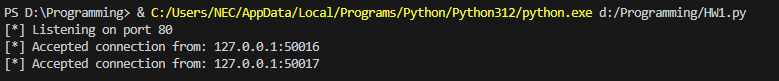 PS D:\Programming> & C:/Users/NEC/AppData/Local/Programs/Python/Python312/python.exe d:/Programming/HW1.py
[*] Listening on port 80
[*] Accepted connection from: 127.0.0.1:50016
[*] Accepted connection from: 127.0.0.1:50017